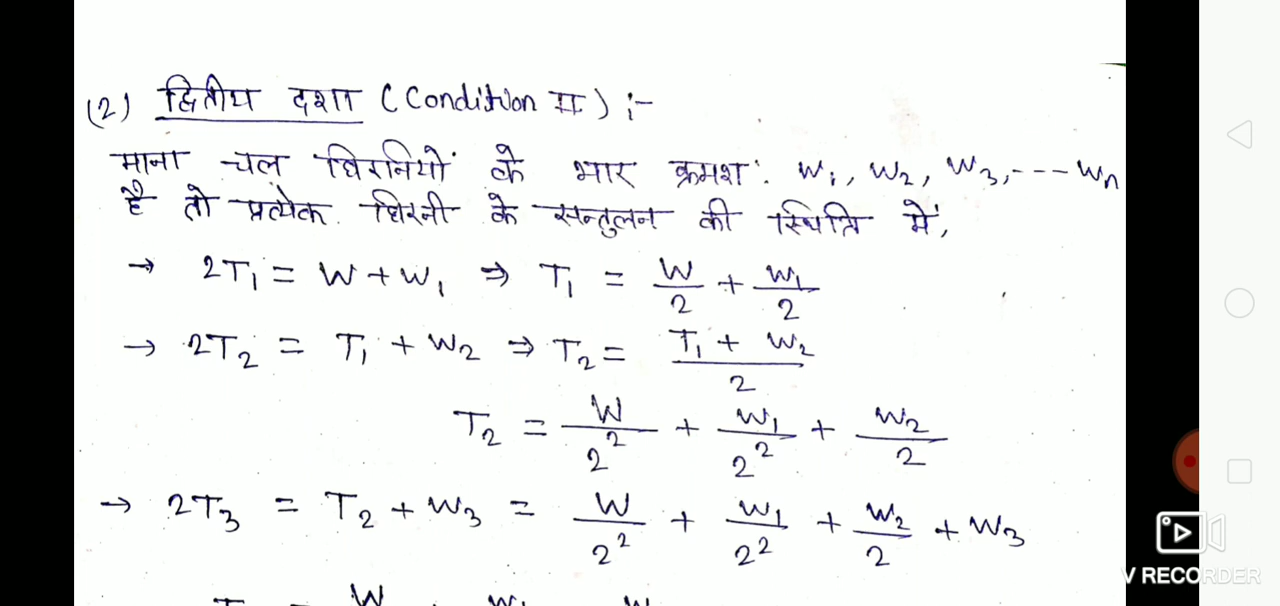 (2) द्वितीय दशा (Condition II) :-
माना चल घिरनियों के भार क्रमश: w₁, w₂, w₃, --- wn
है तो प्रत्येक घिरनी के सन्तुलन की स्थिति में,
→ 2T₁ = W + w₁ ⇒ T₁ = W/2 + w₁/2
→ 2T₂ = T₁ + w₂ ⇒ T₂ = (T₁ + w₂)/2
T₂ = W/2² + w₁/2² + w₂/2
→ 2T₃ = T₂ + w₃ = W/2² + w₁/2² + w₂/2 + w₃
V RECORDER